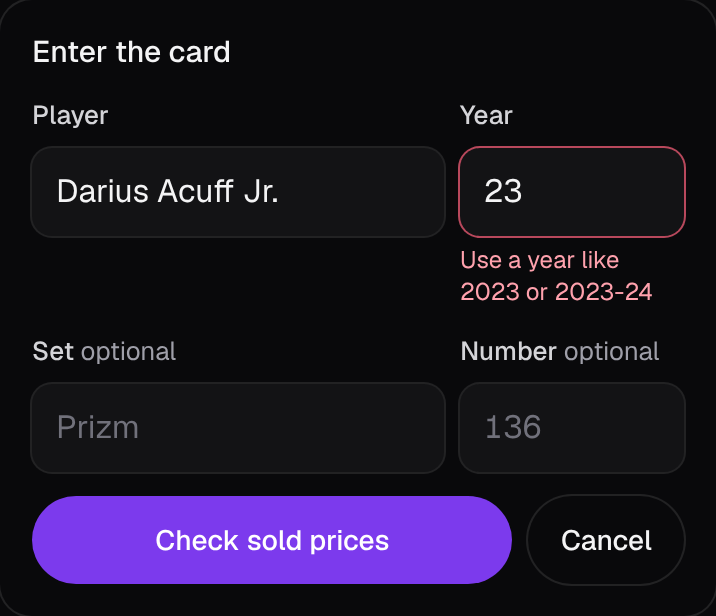 Enter the card
Player
Year
Darius Acuff Jr.
23
Use a year like
2023 or 2023-24
Set optional
Number optional
Prizm
136
Check sold prices
Cancel